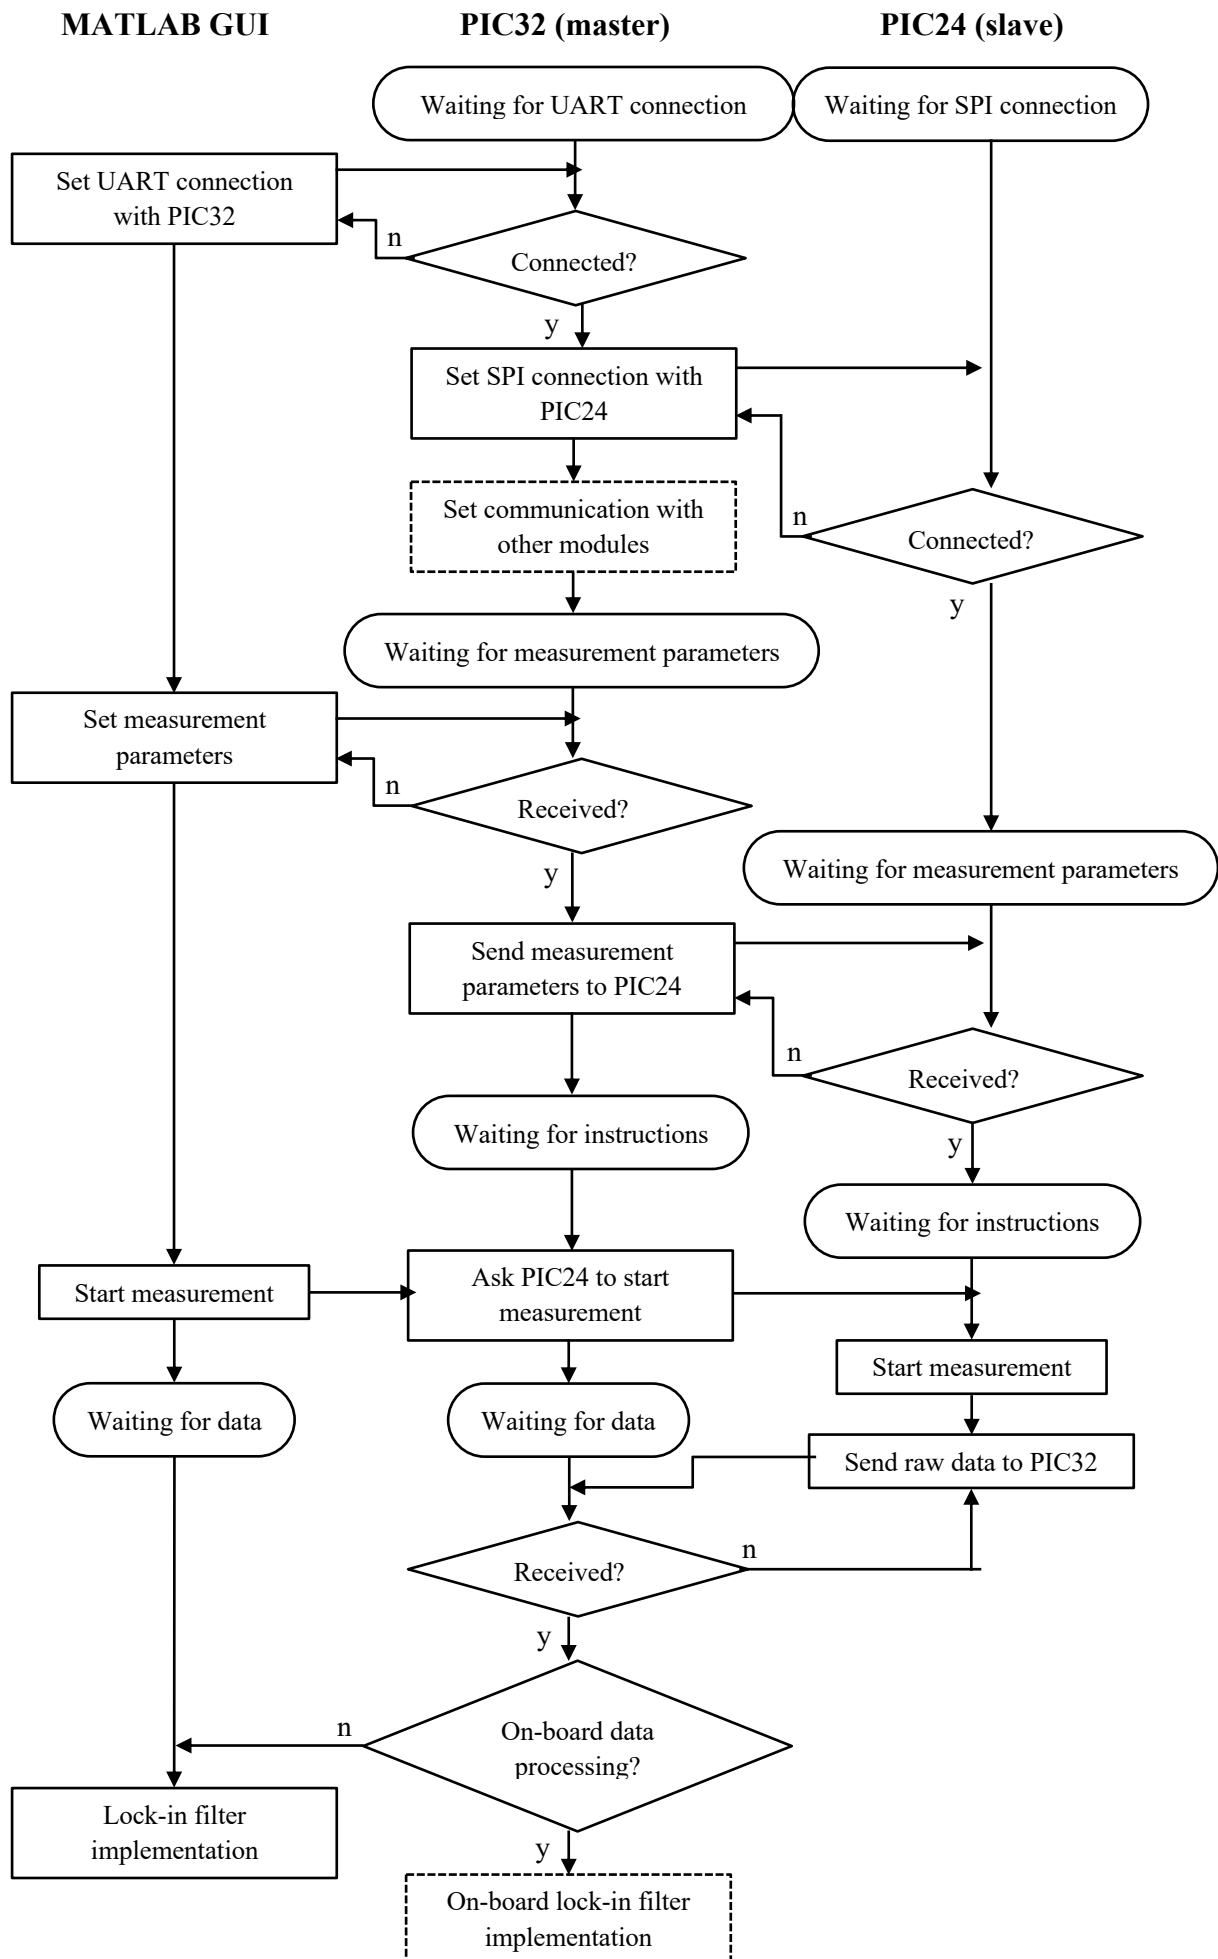 MATLAB GUI
PIC32 (master)
PIC24 (slave)
Waiting for UART connection
Waiting for SPI connection
Set UART connection
with PIC32
n
Connected?
y
Set SPI connection with
PIC24
Set communication with
other modules
n
Connected?
y
Waiting for measurement parameters
Set measurement
parameters
n
Received?
y
Waiting for measurement parameters
Send measurement
parameters to PIC24
n
Received?
y
Waiting for instructions
Waiting for instructions
Start measurement
Ask PIC24 to start
measurement
Start measurement
Waiting for data
Waiting for data
Send raw data to PIC32
Received?
n
y
n
On-board data
processing?
Lock-in filter
implementation
y
On-board lock-in filter
implementation